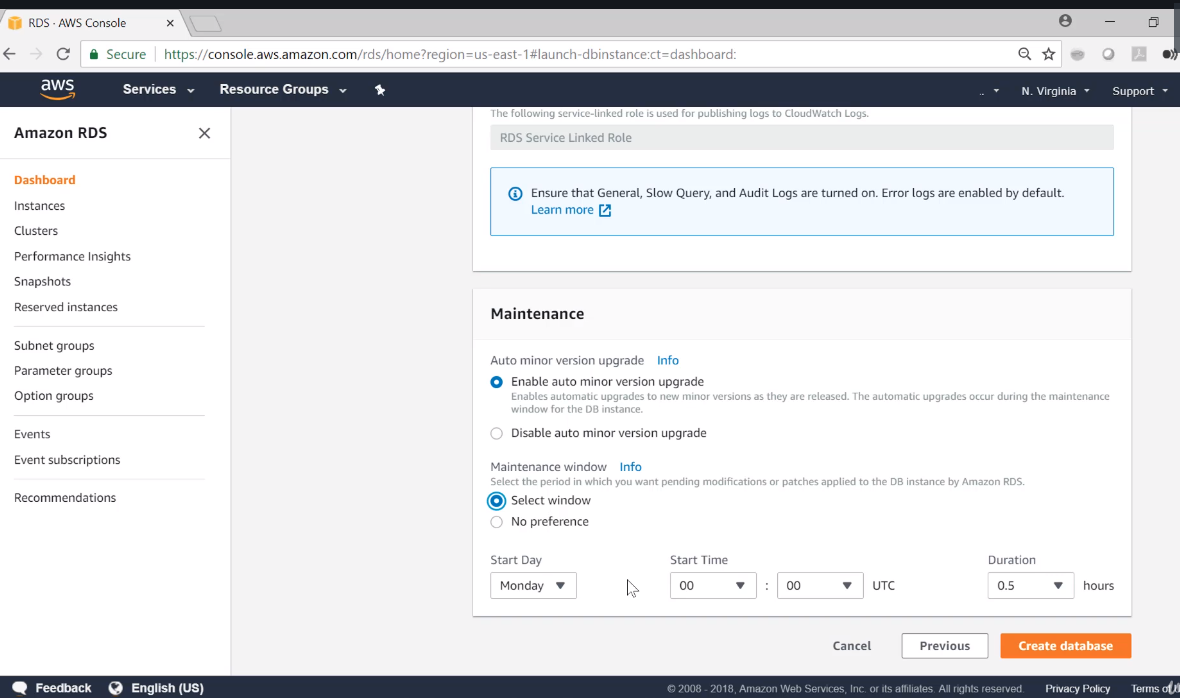 RDS · AWS Console
Secure https://console.aws.amazon.com/rds/home?region=us-east-1#launch-dbinstance:ct=dashboard:
aws Services Resource Groups .. N. Virginia Support
Amazon RDS
Dashboard
Instances
Clusters
Performance Insights
Snapshots
Reserved instances
Subnet groups
Parameter groups
Option groups
Events
Event subscriptions
Recommendations
The following service-linked role is used for publishing logs to CloudWatch Logs.
RDS Service Linked Role
Ensure that General, Slow Query, and Audit Logs are turned on. Error logs are enabled by default.
Learn more
Maintenance
Auto minor version upgrade Info
Enable auto minor version upgrade
Enables automatic upgrades to new minor versions as they are released. The automatic upgrades occur during the maintenance
window for the DB instance.
Disable auto minor version upgrade
Maintenance window Info
Select the period in which you want pending modifications or patches applied to the DB instance by Amazon RDS.
Select window
No preference
Start Day Start Time Duration
Monday 00 : 00 UTC 0.5 hours
Cancel Previous Create database
Feedback English (US) © 2008 - 2018, Amazon Web Services, Inc. or its affiliates. All rights reserved. Privacy Policy Terms of